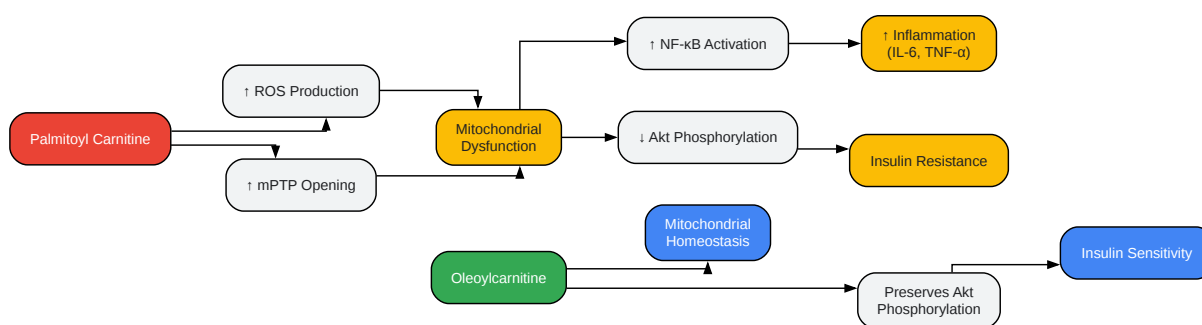 ↑ NF-κB Activation
↑ Inflammation
(IL-6, TNF-α)
↑ ROS Production
Palmitoyl Carnitine
Mitochondrial
Dysfunction
↓ Akt Phosphorylation
Insulin Resistance
↑ mPTP Opening
Mitochondrial
Homeostasis
Oleoylcarnitine
Insulin Sensitivity
Preserves Akt
Phosphorylation